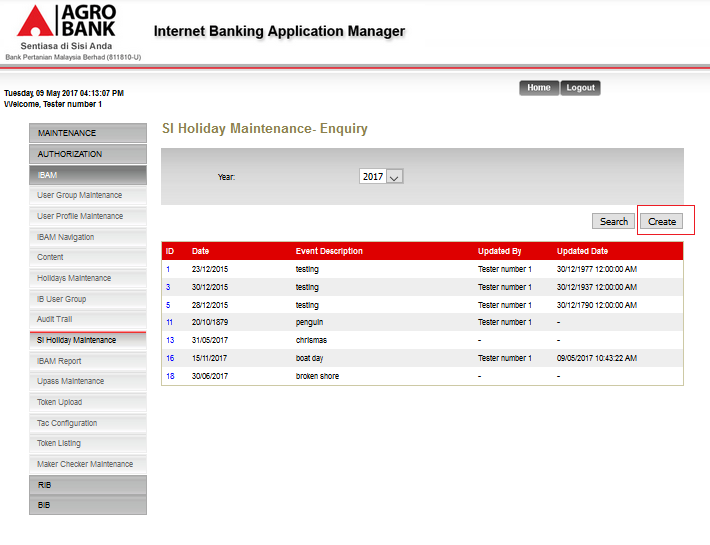 AGRO
BANK
Sentiasa di Sisi Anda
Bank Pertanian Malaysia Berhad (811810-U)
Internet Banking Application Manager
Tuesday, 09 May 2017 04:13:07 PM
Welcome, Tester number 1
Home Logout
MAINTENANCE
AUTHORIZATION
IBAM
User Group Maintenance
User Profile Maintenance
IBAM Navigation
Content
Holidays Maintenance
IB User Group
Audit Trail
SI Holiday Maintenance
IBAM Report
Upass Maintenance
Token Upload
Tac Configuration
Token Listing
Maker Checker Maintenance
RIB
BIB
SI Holiday Maintenance- Enquiry
Year: 2017
Search Create
ID Date Event Description Updated By Updated Date
1 23/12/2015 testing Tester number 1 30/12/1977 12:00:00 AM
3 30/12/2015 testing Tester number 1 30/12/1937 12:00:00 AM
5 28/12/2015 testing Tester number 1 30/12/1790 12:00:00 AM
11 20/10/1879 penguin Tester number 1 -
13 31/05/2017 chrismas - -
16 15/11/2017 boat day Tester number 1 09/05/2017 10:43:22 AM
18 30/06/2017 broken shore - -